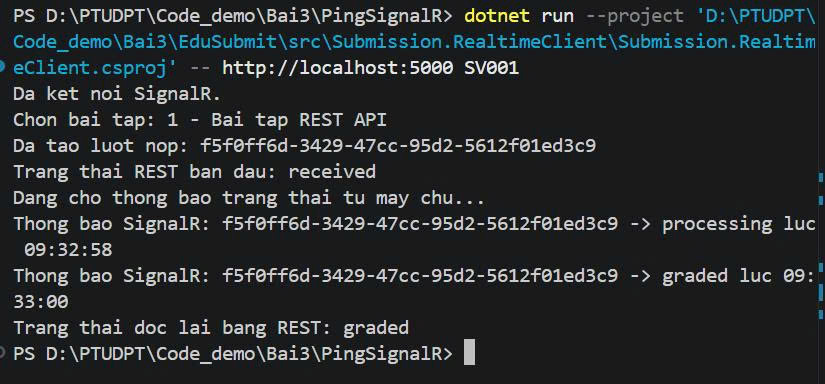 PS D:\PTUDPT\Code_demo\Bai3\PingSignalR> dotnet run --project 'D:\PTUDPT\
Code_demo\Bai3\EduSubmit\src\Submission.RealtimeClient\Submission.Realtim
eClient.csproj' -- http://localhost:5000 SV001
Da ket noi SignalR.
Chon bai tap: 1 - Bai tap REST API
Da tao luot nop: f5f0ff6d-3429-47cc-95d2-5612f01ed3c9
Trang thai REST ban dau: received
Dang cho thong bao trang thai tu may chu...
Thong bao SignalR: f5f0ff6d-3429-47cc-95d2-5612f01ed3c9 -> processing luc
 09:32:58
Thong bao SignalR: f5f0ff6d-3429-47cc-95d2-5612f01ed3c9 -> graded luc 09:
33:00
Trang thai doc lai bang REST: graded
PS D:\PTUDPT\Code_demo\Bai3\PingSignalR>